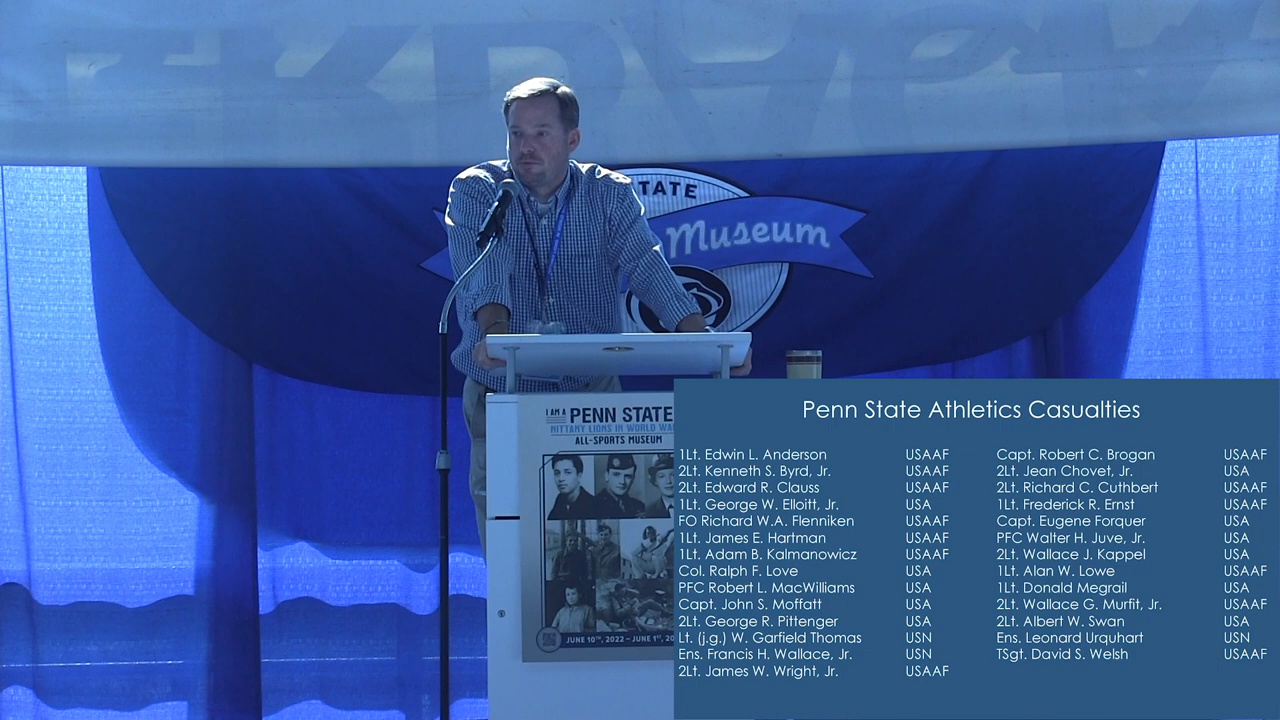 STATE
Museum
I AM A PENN STATE
NITTANY LIONS IN WORLD WAR
ALL-SPORTS MUSEUM
JUNE 10TH, 2022 – JUNE 1ST, 20
Penn State Athletics Casualties
1Lt. Edwin L. Anderson USAAF Capt. Robert C. Brogan USAAF
2Lt. Kenneth S. Byrd, Jr. USAAF 2Lt. Jean Chovet, Jr. USA
2Lt. Edward R. Clauss USAAF 2Lt. Richard C. Cuthbert USAAF
1Lt. George W. Elloitt, Jr. USA 1Lt. Frederick R. Ernst USAAF
FO Richard W.A. Flenniken USAAF Capt. Eugene Forquer USA
1Lt. James E. Hartman USAAF PFC Walter H. Juve, Jr. USA
1Lt. Adam B. Kalmanowicz USAAF 2Lt. Wallace J. Kappel USA
Col. Ralph F. Love USA 1Lt. Alan W. Lowe USAAF
PFC Robert L. MacWilliams USA 1Lt. Donald Megrail USA
Capt. John S. Moffatt USA 2Lt. Wallace G. Murfit, Jr. USAAF
2Lt. George R. Pittenger USA 2Lt. Albert W. Swan USA
Lt. (j.g.) W. Garfield Thomas USN Ens. Leonard Urquhart USN
Ens. Francis H. Wallace, Jr. USN TSgt. David S. Welsh USAAF
2Lt. James W. Wright, Jr. USAAF